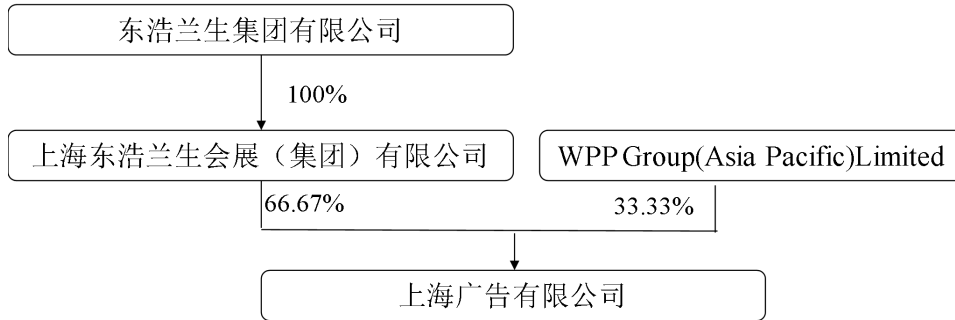 东浩兰生集团有限公司
100%
上海东浩兰生会展（集团）有限公司
WPP Group(Asia Pacific)Limited
66.67%
33.33%
上海广告有限公司